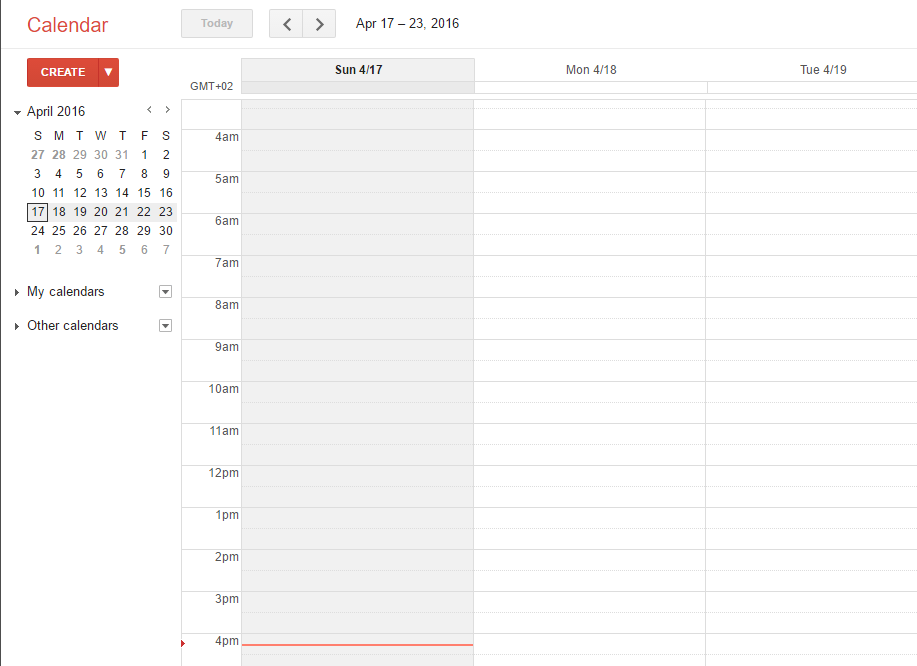 Calendar
Today
Apr 17 – 23, 2016
CREATE
April 2016
S M T W T F S
27 28 29 30 31 1 2
3 4 5 6 7 8 9
10 11 12 13 14 15 16
17 18 19 20 21 22 23
24 25 26 27 28 29 30
1 2 3 4 5 6 7
My calendars
Other calendars
Sun 4/17 Mon 4/18 Tue 4/19
GMT+02
4am
5am
6am
7am
8am
9am
10am
11am
12pm
1pm
2pm
3pm
4pm